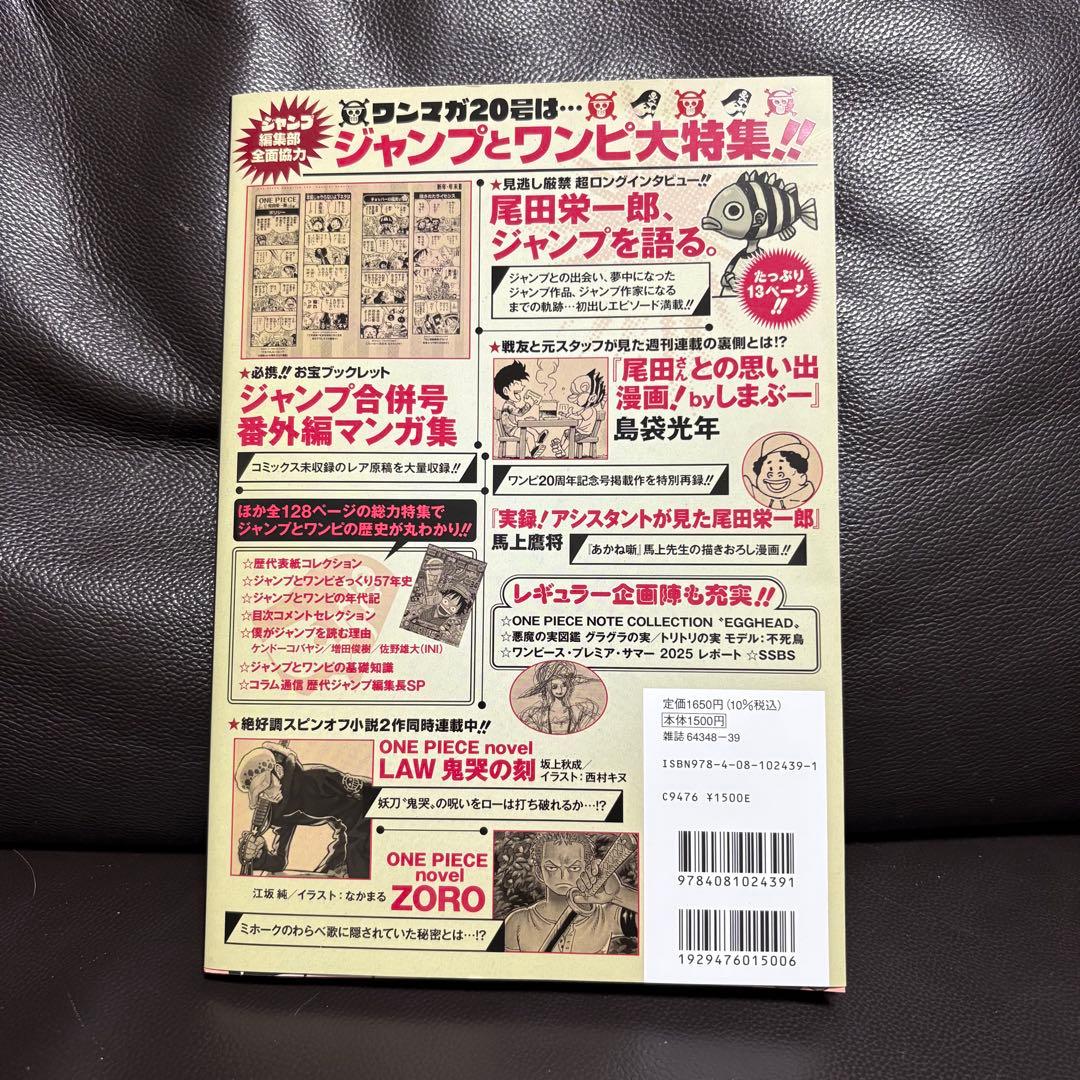 ジャンプ
編集部
全面協力
ワンマガ20号は…
ジャンプとワンピ大特集!!
ONE PIECE
★必携!! お宝ブックレット
ジャンプ合併号
番外編マンガ集
コミックス未収録のレア原稿を大量収録!!
ほか全128ページの総力特集で
ジャンプとワンピの歴史が丸わかり!!
☆歴代表紙コレクション
☆ジャンプとワンピざっくり57年史
☆ジャンプとワンピの年代記
☆目次コメントセレクション
☆僕がジャンプを読む理由
ケンドーコバヤシ/増田俊樹/佐野雄大(INI)
☆ジャンプとワンピの基礎知識
☆コラム通信 歴代ジャンプ編集長SP
★見逃し厳禁 超ロングインタビュー!!
尾田栄一郎、
ジャンプを語る。
ジャンプとの出会い、夢中になった
ジャンプ作品、ジャンプ作家になる
までの軌跡…初出しエピソード満載!!
たっぷり
13ページ
!!
★戦友と元スタッフが見た週刊連載の裏側とは!?
『尾田さんとの思い出
漫画!byしまぶー』
島袋光年
ワンピ20周年記念号掲載作を特別再録!!
『実録!アシスタントが見た尾田栄一郎』
馬上鷹将
『あかね噺』馬上先生の描きおろし漫画!!
レギュラー企画陣も充実!!
☆ONE PIECE NOTE COLLECTION〝EGGHEAD〟
☆悪魔の実図鑑 グラグラの実/トリトリの実 モデル:不死鳥
☆ワンピース・プレミア・サマー 2025 レポート ☆SSBS
★絶好調スピンオフ小説2作同時連載中!!
ONE PIECE novel
LAW 鬼哭の刻
坂上秋成/
イラスト:西村キヌ
妖刀〝鬼哭〟の呪いをローは打ち破れるか…!?
ONE PIECE
novel
ZORO
江坂 純/イラスト:なかまる
ミホークのわらべ歌に隠されていた秘密とは…!?
定価1650円(10%税込)
本体1500円
雑誌 64348-39
ISBN978-4-08-102439-1
C9476 ¥1500E
9784081024391
1929476015006